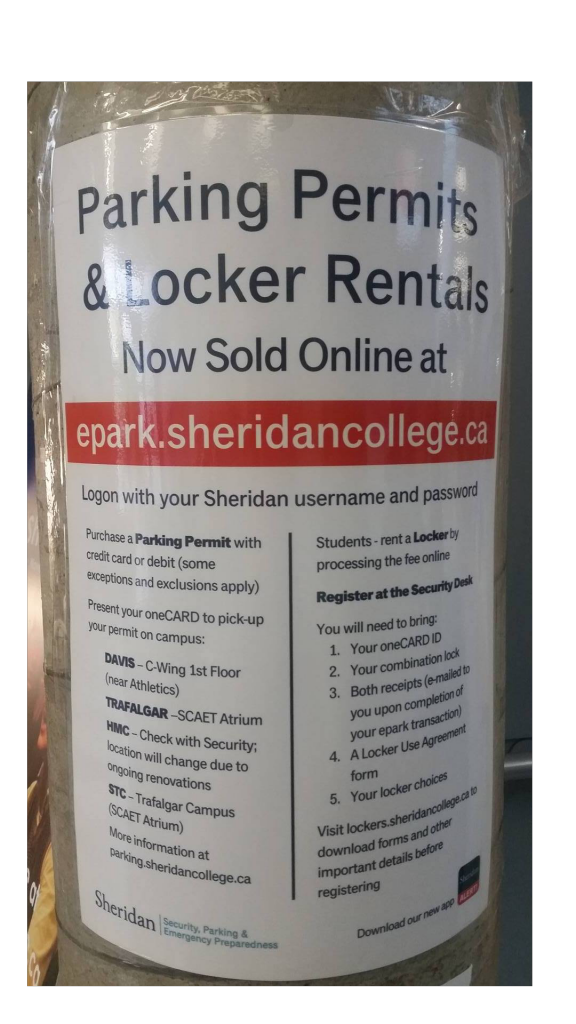 Parking Permits
& Locker Rentals
Now Sold Online at
epark.sheridancollege.ca
Logon with your Sheridan username and password
Purchase a Parking Permit with
credit card or debit (some
exceptions and exclusions apply)
Present your oneCARD to pick-up
your permit on campus:
DAVIS – C-Wing 1st Floor
(near Athletics)
TRAFALGAR –SCAET Atrium
HMC – Check with Security;
location will change due to
ongoing renovations
STC – Trafalgar Campus
(SCAET Atrium)
More information at
parking.sheridancollege.ca
Students - rent a Locker by
processing the fee online
Register at the Security Desk
You will need to bring:
1. Your oneCARD ID
2. Your combination lock
3. Both receipts (e-mailed to
you upon completion of
your epark transaction)
4. A Locker Use Agreement
form
5. Your locker choices
Visit lockers.sheridancollege.ca to
download forms and other
important details before
registering
Sheridan
Security, Parking &
Emergency Preparedness
Download our new app
ALERT!